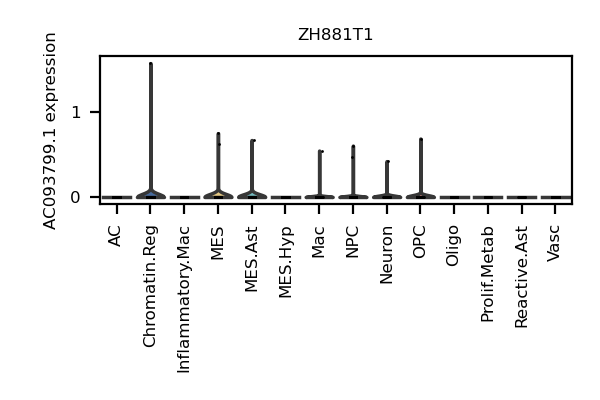 ZH881T1
AC093799.1 expression
1
0
AC
Chromatin.Reg
Inflammatory.Mac
MES
MES.Ast
MES.Hyp
Mac
NPC
Neuron
OPC
Oligo
Prolif.Metab
Reactive.Ast
Vasc